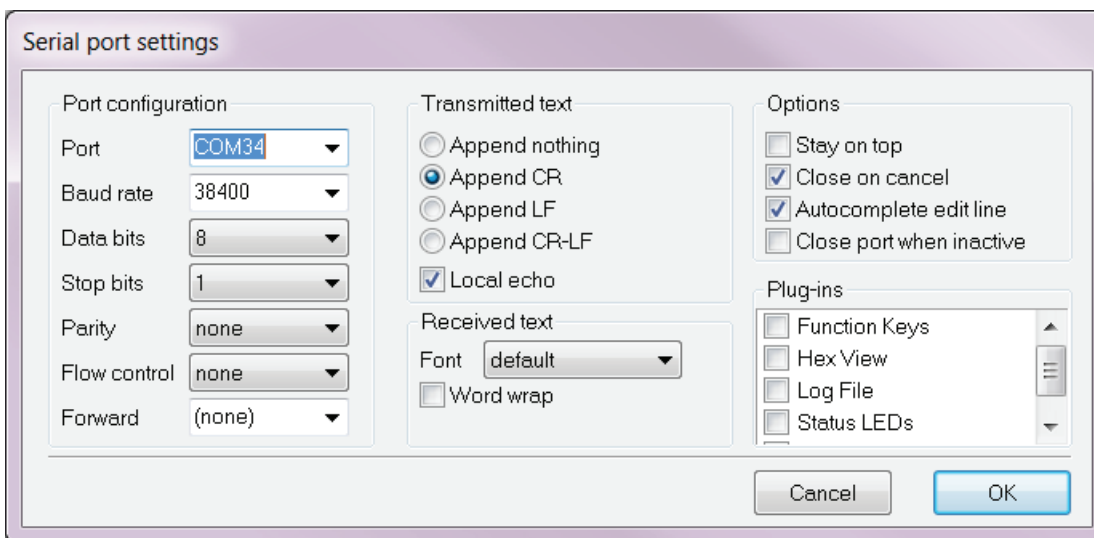 Serial port settings
Port configuration
Port COM34
Baud rate 38400
Data bits 8
Stop bits 1
Parity none
Flow control none
Forward (none)
Transmitted text
Append nothing
Append CR
Append LF
Append CR-LF
Local echo
Received text
Font default
Word wrap
Options
Stay on top
Close on cancel
Autocomplete edit line
Close port when inactive
Plug-ins
Function Keys
Hex View
Log File
Status LEDs
Cancel OK